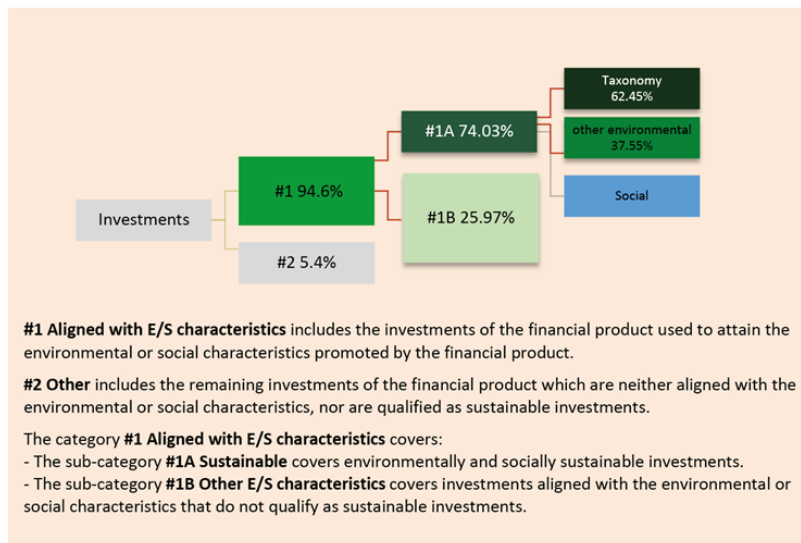 Taxonomy
62.45%
#1A 74.03%
other environmental
37.55%
#1 94.6%
Social
Investments
#1B 25.97%
#2 5.4%
#1 Aligned with E/S characteristics includes the investments of the financial product used to attain the
environmental or social characteristics promoted by the financial product.
#2 Other includes the remaining investments of the financial product which are neither aligned with the
environmental or social characteristics, nor are qualified as sustainable investments.
The category #1 Aligned with E/S characteristics covers:
- The sub-category #1A Sustainable covers environmentally and socially sustainable investments.
- The sub-category #1B Other E/S characteristics covers investments aligned with the environmental or
social characteristics that do not qualify as sustainable investments.